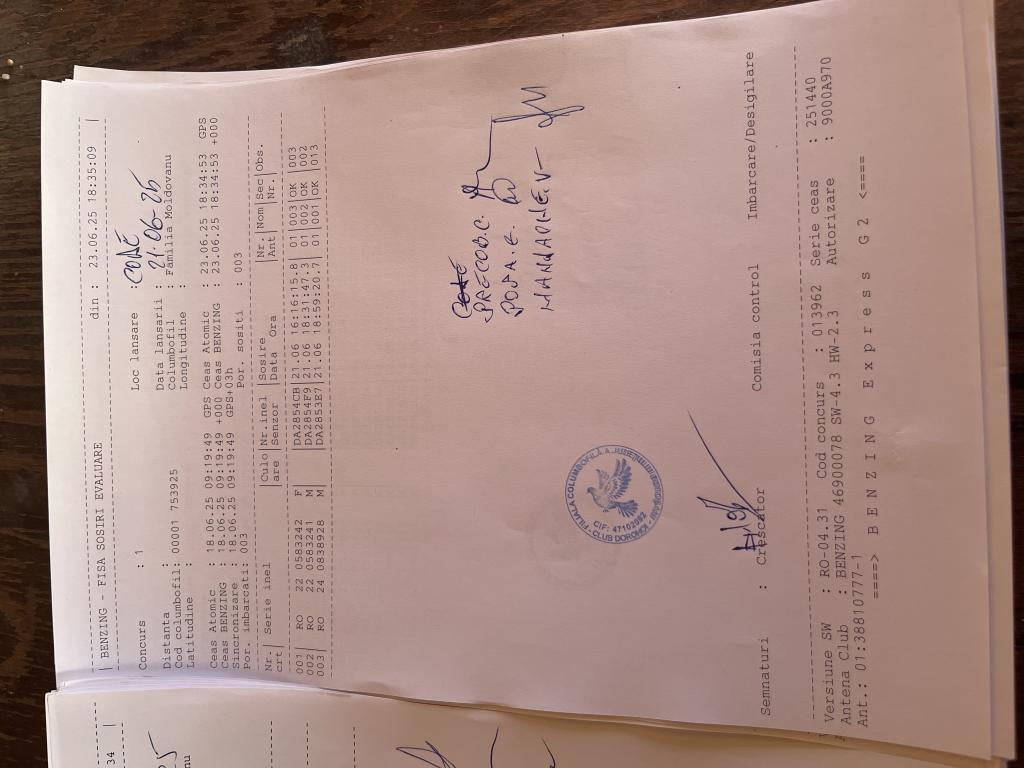 | BENZING - FISA SOSIRI EVALUARE din : 23.06.25 18:35:09 |
Concurs : 1 Loc lansare :
Distanta : Data lansarii : 21.06-25
Cod columbofil: 00001 753925 Columbofil : Familia Moldovanu
Latitudine : Longitudine :
Ceas Atomic : 18.06.25 09:19:49 GPS Ceas Atomic : 23.06.25 18:34:53 GPS
Ceas BENZING : 18.06.25 09:19:49 +000 Ceas BENZING : 23.06.25 18:34:53 +000
Sincronizare : 18.06.25 09:19:49 GPS+03h
Por. imbarcati: 003 Por. sositi : 003
Nr.| Serie inel |Culo|Nr.inel |Sosire |Nr.|Nom|Sec|Obs.
crt| |are |Senzor |Data Ora |Ant|Nr.|
001| RO 22 0583242 F| |DA2854CB|21.06 16:16:15.8| 01|003|OK |003
002| RO 22 0583241 M| |DA2854F9|21.06 18:31:47.3| 01|002|OK |002
003| RO 24 0838928 M| |DA2853E7|21.06 18:59:20.7| 01|001|OK |013
FILIALA COLUMBOFILĂ A JUDEȚULUI
CIF: 47102082
CLUB DOROHOI
Semnaturi : Crescator Comisia control Imbarcare/Desigilare
Versiune SW : RO-04.31 Cod concurs : 013962 Serie ceas : 251440
Antena Club : BENZING 46900078 SW-4.3 HW-2.3 Autorizare : 9000A970
Ant.: 01:38810777-1
====> B E N Z I N G E x p r e s s G 2 <====
34 |